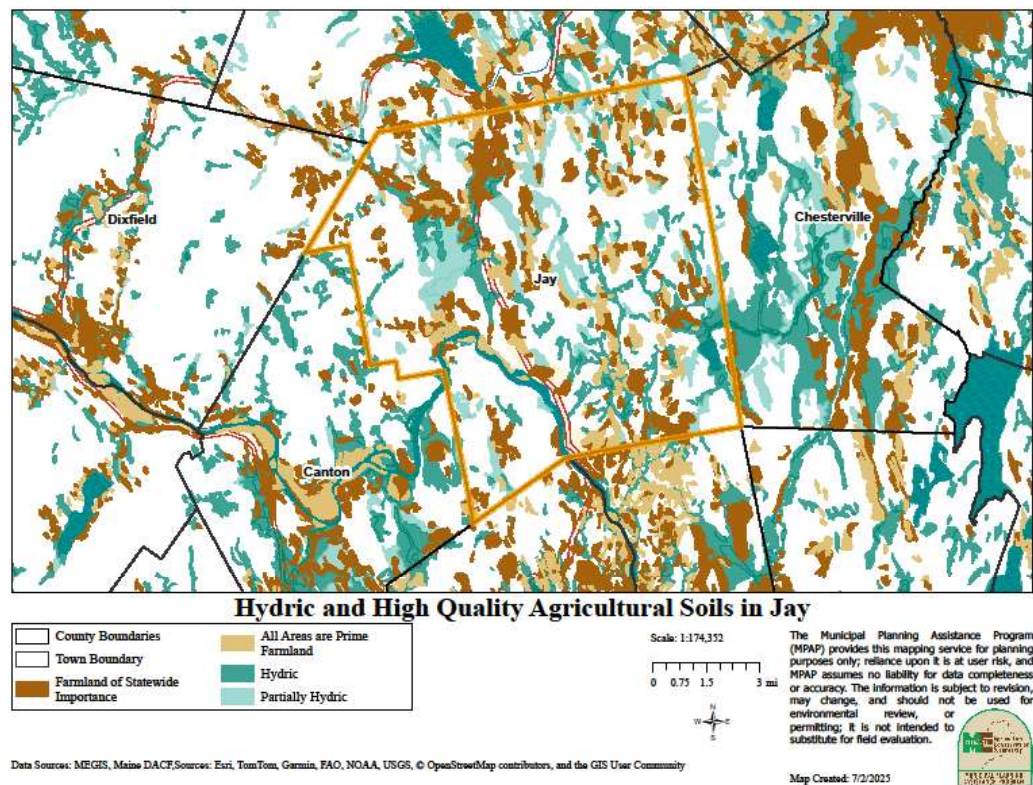 Dixfield
Chesterville
Jay
Canton
Hydric and High Quality Agricultural Soils in Jay
County Boundaries
Town Boundary
Farmland of Statewide
Importance
All Areas are Prime
Farmland
Hydric
Partially Hydric
Scale: 1:174,352
0 0.75 1.5 3 mi
N
W E
S
The Municipal Planning Assistance Program
(MPAP) provides this mapping service for planning
purposes only; reliance upon it is at user risk, and
MPAP assumes no liability for data completeness
or accuracy. The information is subject to revision,
may change, and should not be used for
environmental review, or
permitting; it is not intended to
substitute for field evaluation.
Data Sources: MEGIS, Maine DACF,Sources: Esri, TomTom, Garmin, FAO, NOAA, USGS, © OpenStreetMap contributors, and the GIS User Community
Map Created: 7/2/2025
MUNICIPAL PLANNING
ASSISTANCE PROGRAM